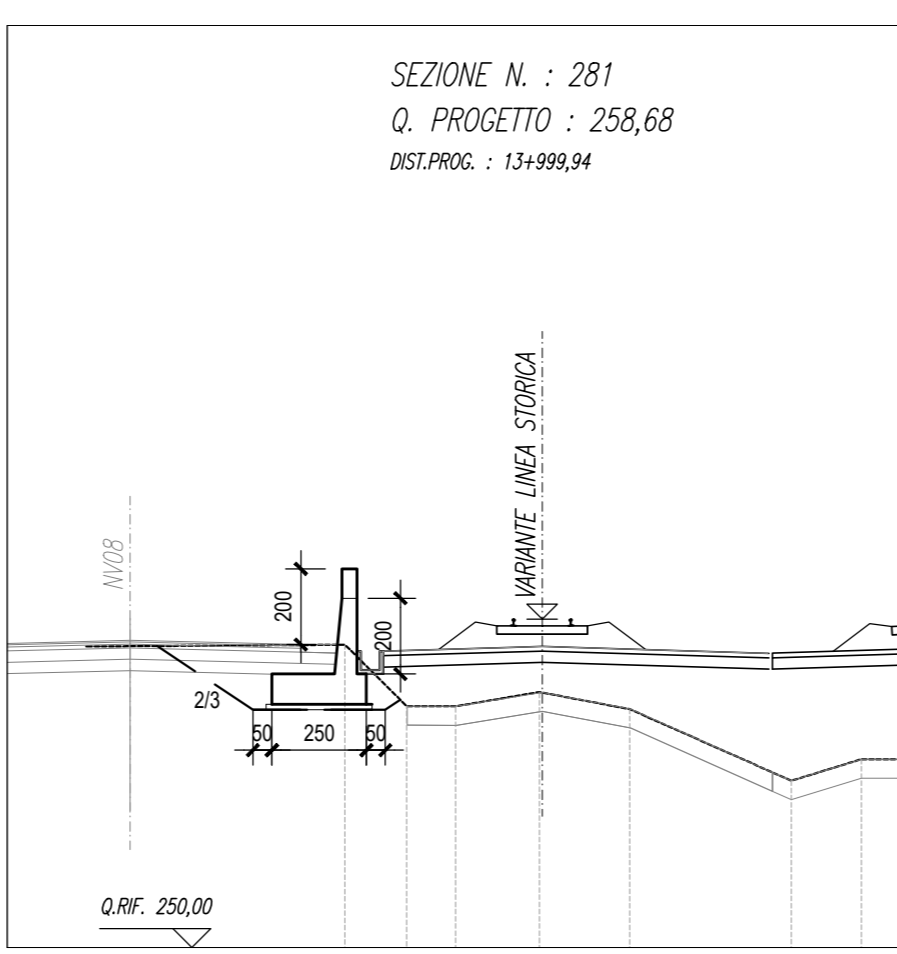 SEZIONE N. : 281
Q. PROGETTO : 258,68
DIST.PROG. : 13+999,94
VARIANTE LINEA STORICA
NV08
200
200
2/3
50 250 50
Q.RIF. 250,00